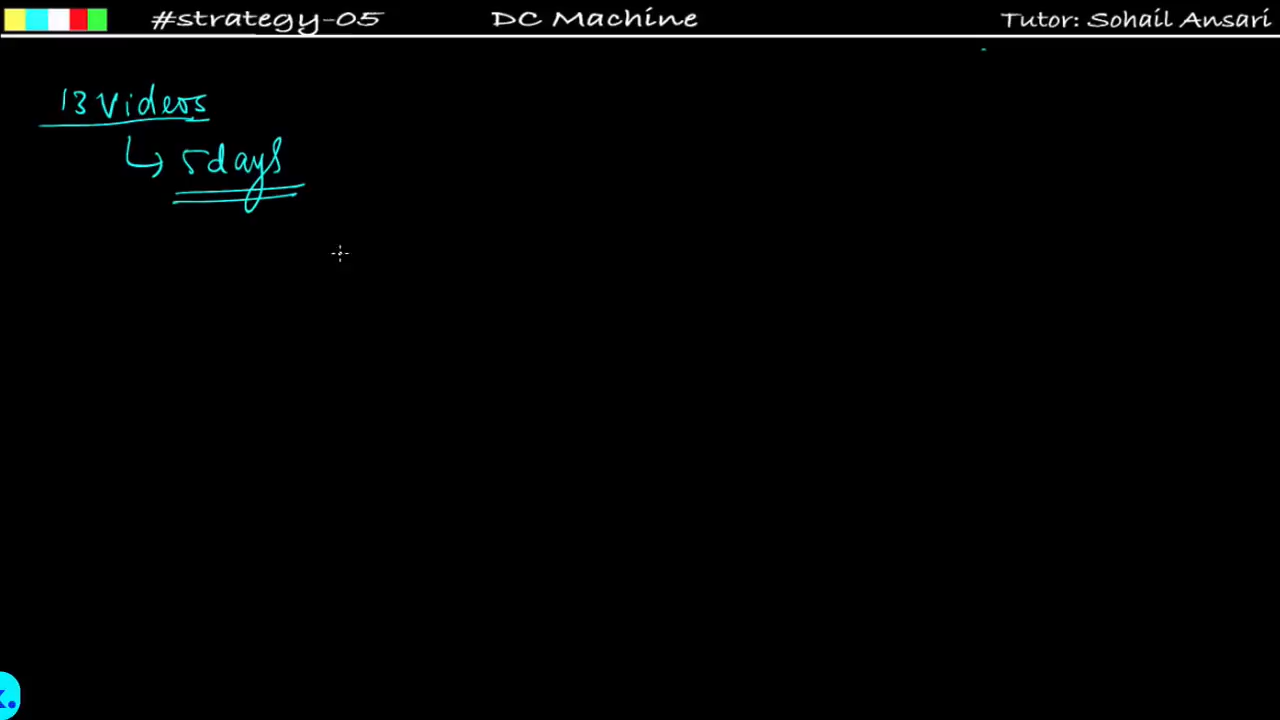 #strategy-05 DC Machine Tutor: Sohail Ansari
13 Videos
↳ 5 days